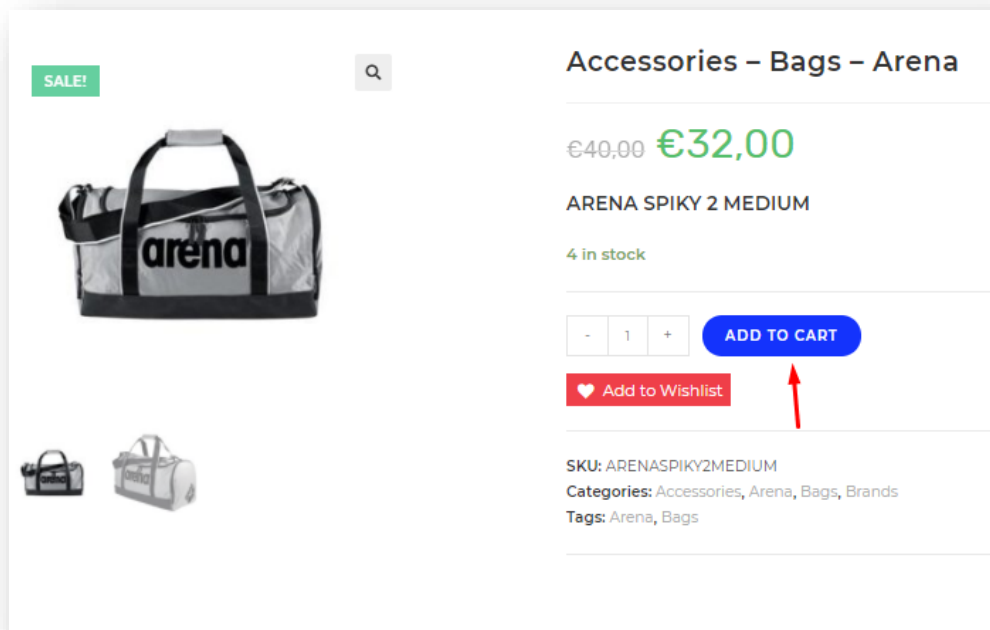 SALE!
arena
Accessories – Bags – Arena
€40,00 €32,00
ARENA SPIKY 2 MEDIUM
4 in stock
- 1 + ADD TO CART
Add to Wishlist
SKU: ARENASPIKY2MEDIUM
Categories: Accessories, Arena, Bags, Brands
Tags: Arena, Bags
arena
arena